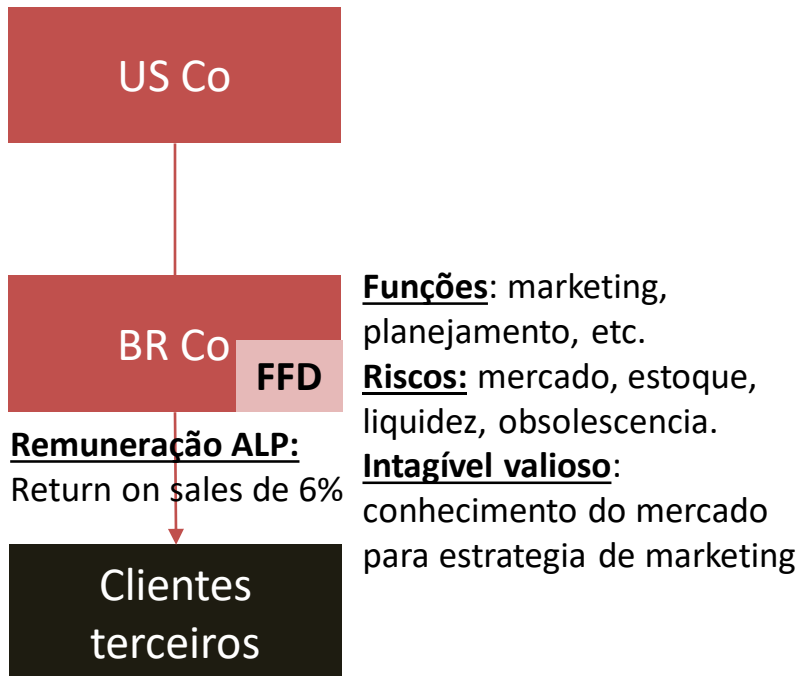 US Co
BR Co
FFD
Remuneração ALP:
Return on sales de 6%
Clientes
terceiros
Funções: marketing,
planejamento, etc.
Riscos: mercado, estoque,
liquidez, obsolescencia.
Intagível valioso:
conhecimento do mercado
para estrategia de marketing